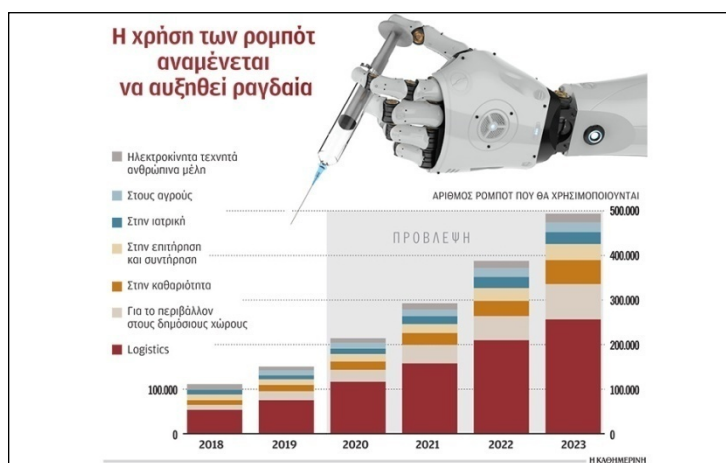 Η χρήση των ρομπότ
αναμένεται
να αυξηθεί ραγδαία
Ηλεκτροκίνητα τεχνητά
ανθρώπινα μέλη
Στους αγρούς
Στην ιατρική
Στην επιτήρηση
και συντήρηση
Στην καθαριότητα
Για το περιβάλλον
στους δημόσιους χώρους
Logistics
ΑΡΙΘΜΟΣ ΡΟΜΠΟΤ ΠΟΥ ΘΑ ΧΡΗΣΙΜΟΠΟΙΟΥΝΤΑΙ
ΠΡΟΒΛΕΨΗ
500.000
400.000
300.000
200.000
100.000 100.000
0 0
2018 2019 2020 2021 2022 2023
Η ΚΑΘΗΜΕΡΙΝΗ